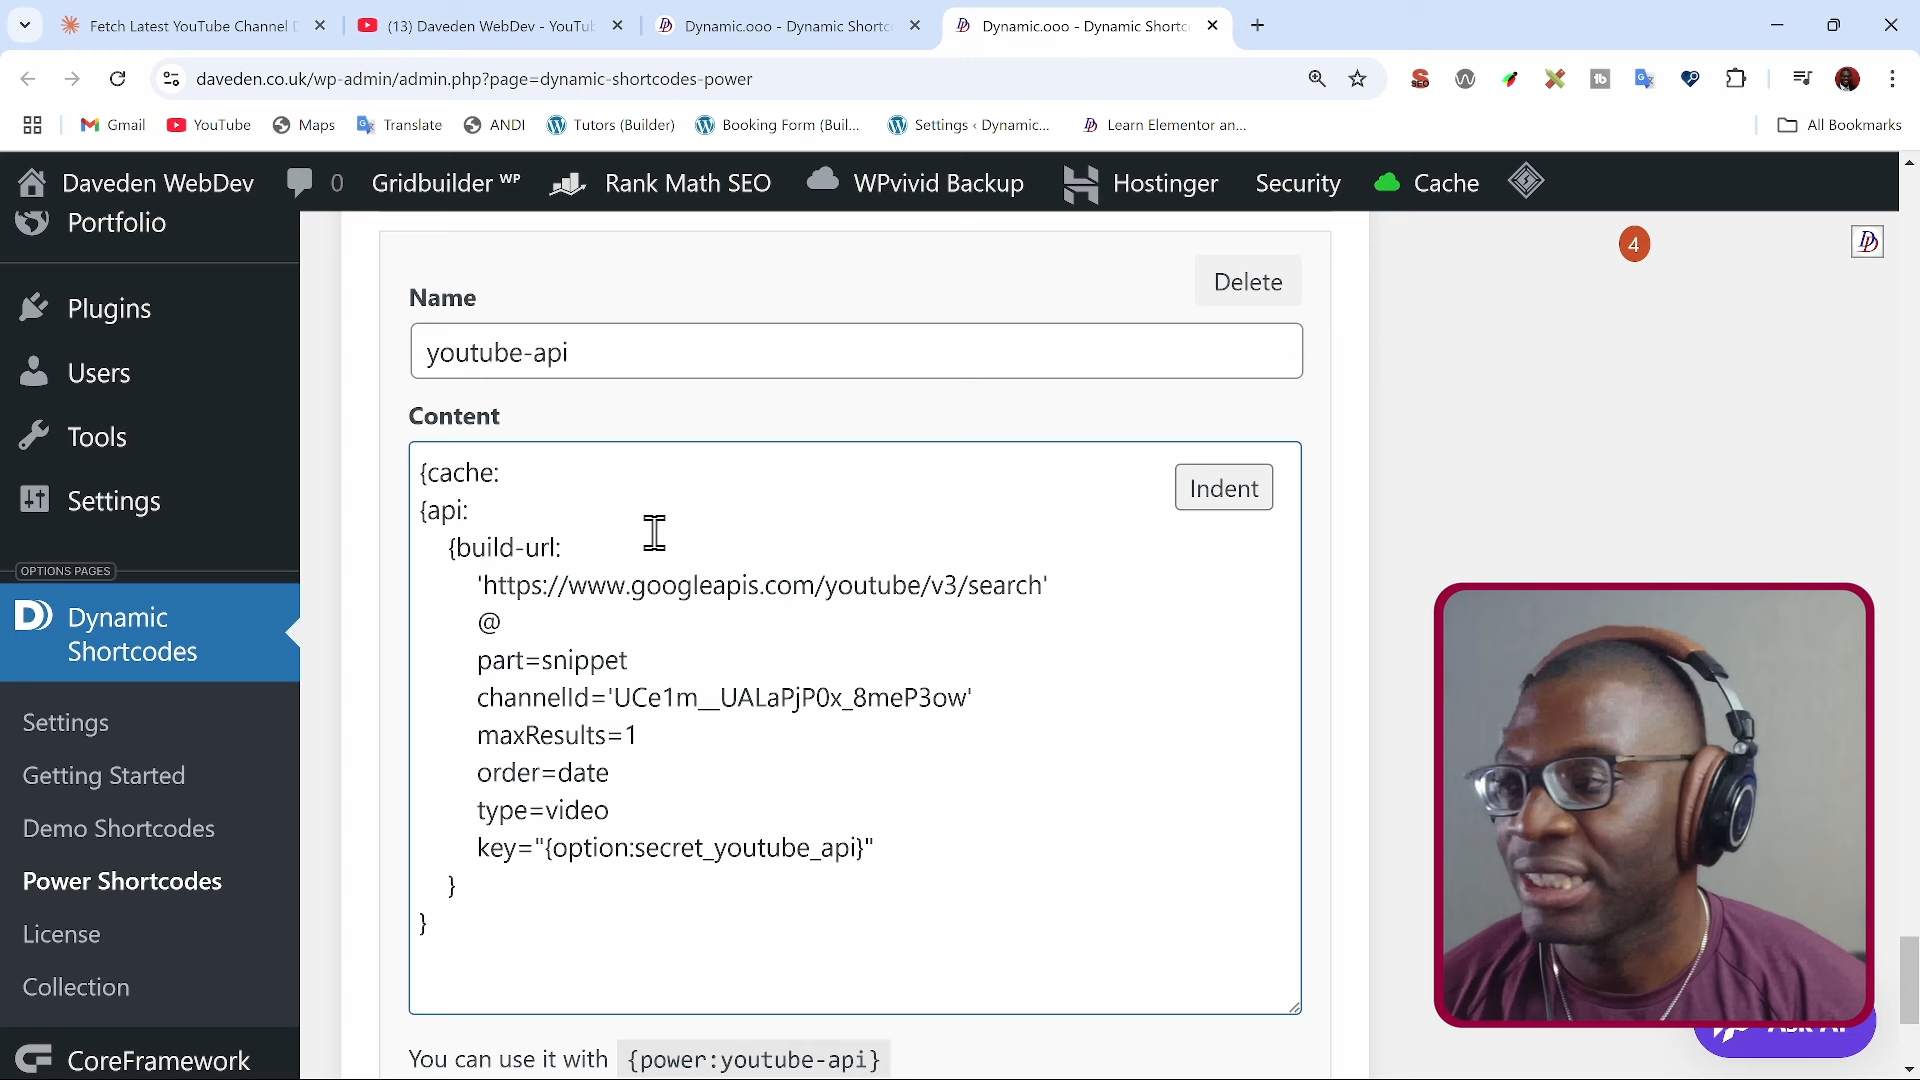 Fetch Latest YouTube Channel D
(13) Daveden WebDev - YouTub
Dynamic.ooo - Dynamic Shortco
Dynamic.ooo - Dynamic Shortc
daveden.co.uk/wp-admin/admin.php?page=dynamic-shortcodes-power
Gmail
YouTube
Maps
Translate
ANDI
Tutors (Builder)
Booking Form (Buil...
Settings ‹ Dynamic...
Learn Elementor an...
All Bookmarks
Daveden WebDev
0
Gridbuilder WP
Rank Math SEO
WPvivid Backup
Hostinger
Security
Cache
Portfolio
Plugins
Users
Tools
Settings
OPTIONS PAGES
Dynamic
Shortcodes
Settings
Getting Started
Demo Shortcodes
Power Shortcodes
License
Collection
CoreFramework
4
Delete
Name
youtube-api
Content
Indent
{cache:
{api:
{build-url:
'https://www.googleapis.com/youtube/v3/search'
@
part=snippet
channelId='UCe1m__UALaPjP0x_8meP3ow'
maxResults=1
order=date
type=video
key="{option:secret_youtube_api}"
}
}
You can use it with {power:youtube-api}